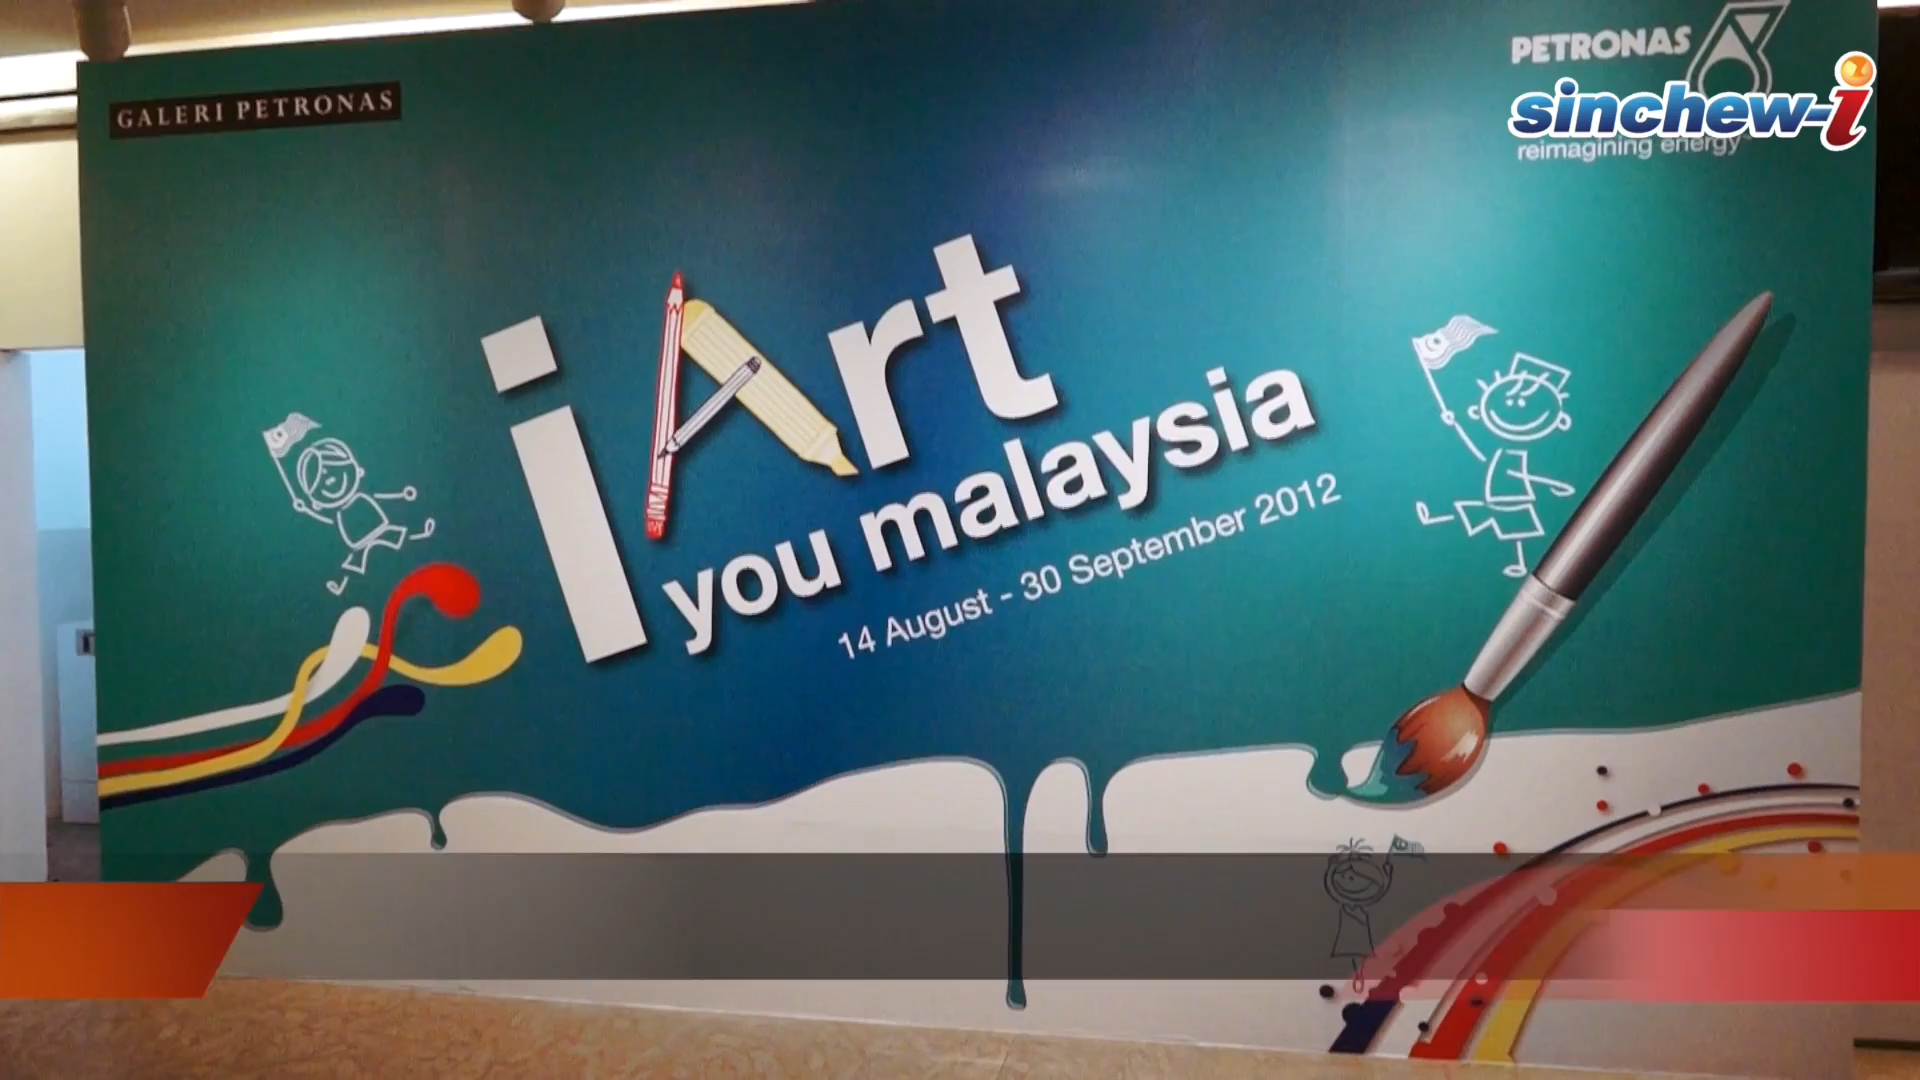 GALERI PETRONAS
PETRONAS
sinchew-i
reimagining energy
iArt
you malaysia
14 August - 30 September 2012